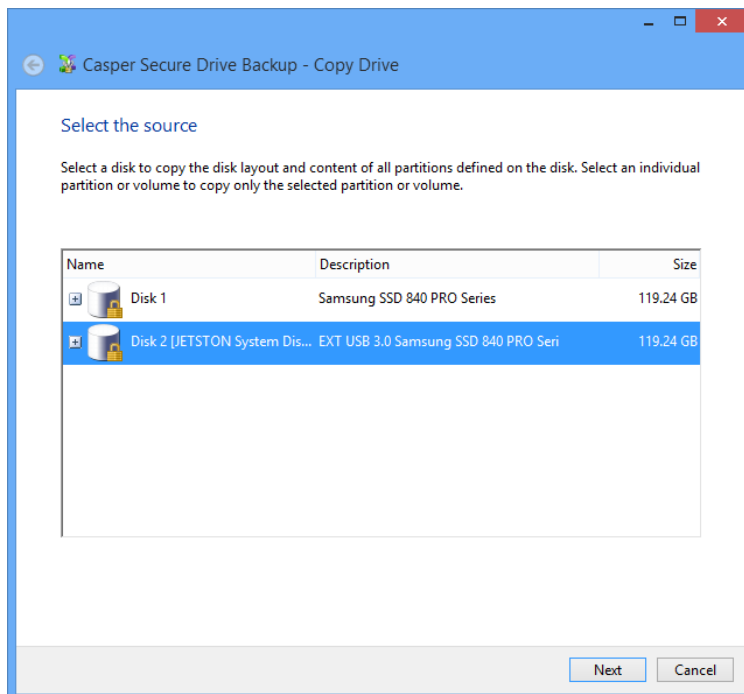 Casper Secure Drive Backup - Copy Drive
Select the source
Select a disk to copy the disk layout and content of all partitions defined on the disk. Select an individual
partition or volume to copy only the selected partition or volume.
Name Description Size
Disk 1 Samsung SSD 840 PRO Series 119.24 GB
Disk 2 [JETSTON System Dis... EXT USB 3.0 Samsung SSD 840 PRO Seri 119.24 GB
Next Cancel